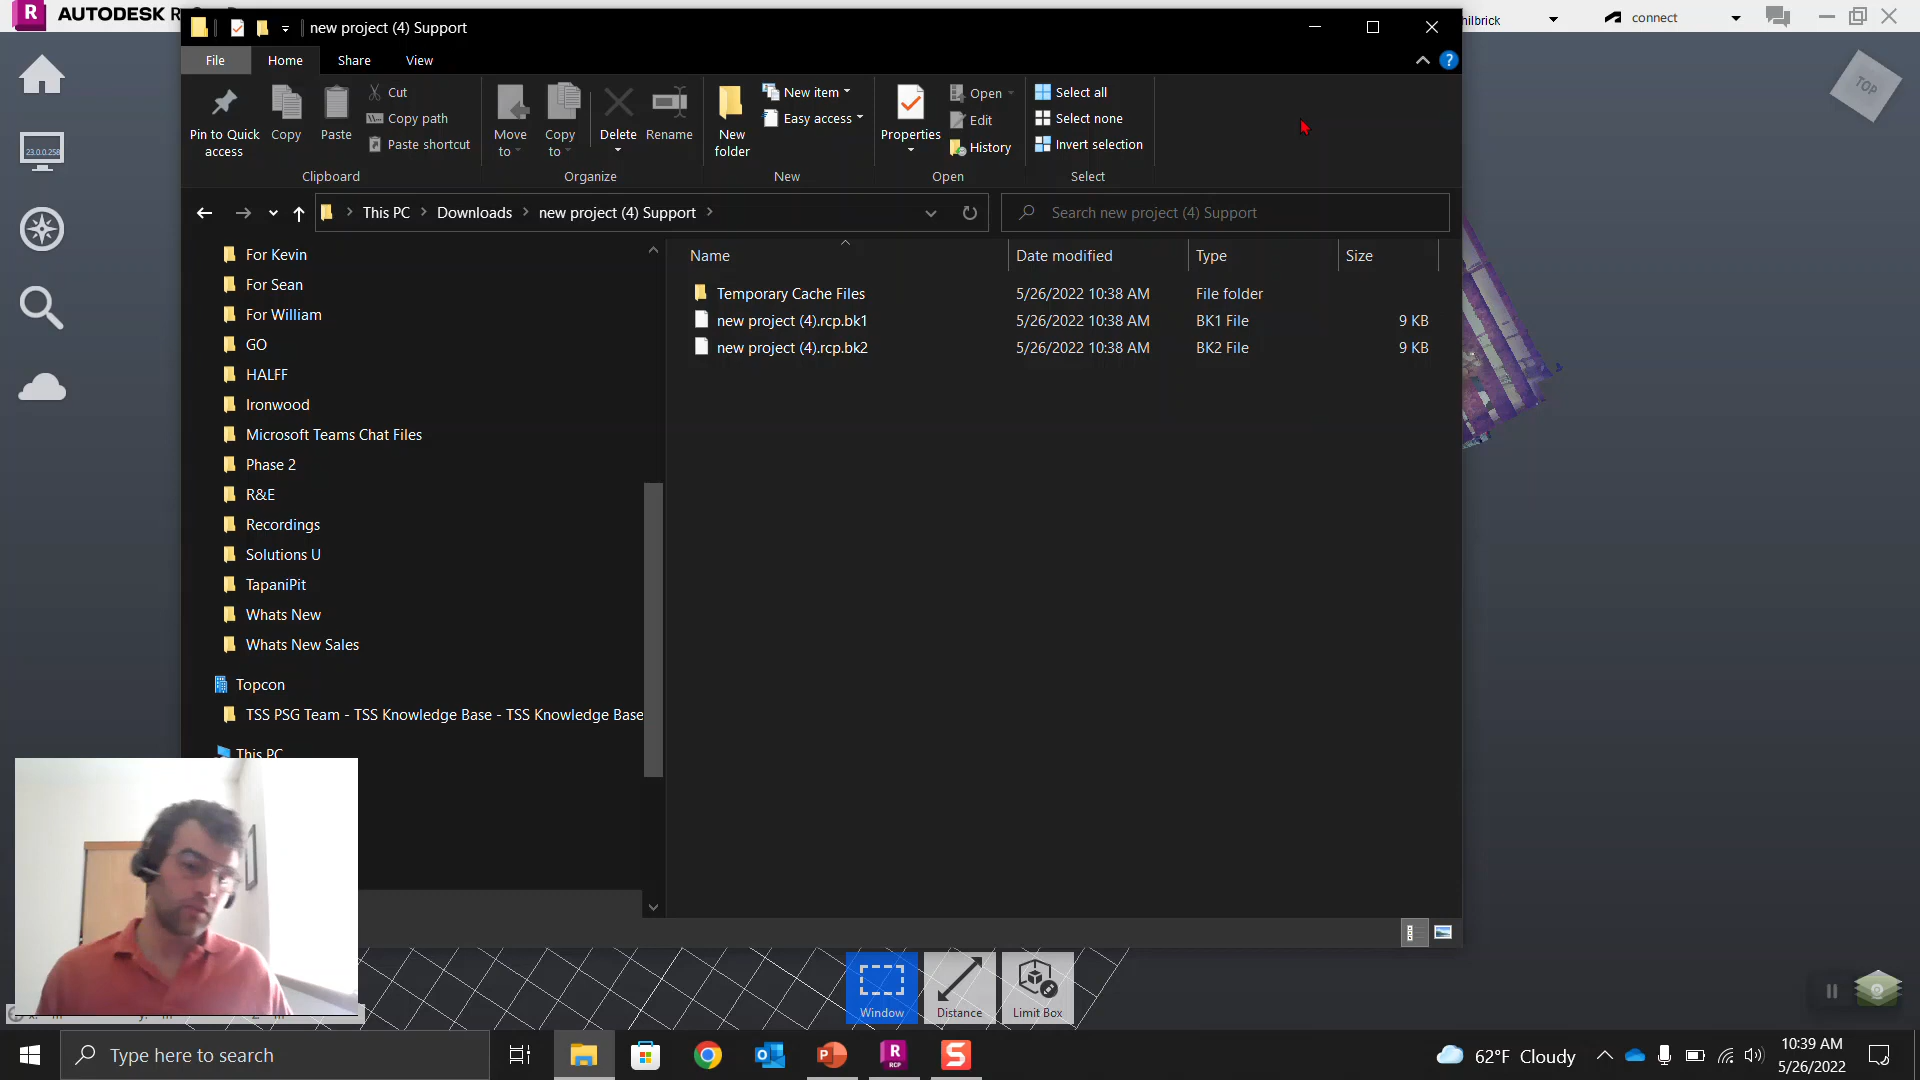 AUTODESK R
new project (4) Support
hilbrick
connect
File
Home
Share
View
Pin to Quick access
Copy
Paste
Cut
Copy path
Paste shortcut
Clipboard
Move to
Copy to
Delete
Rename
Organize
New folder
New item
Easy access
New
Properties
Open
Edit
History
Open
Select all
Select none
Invert selection
Select
TOP
23.0.0.258
This PC
Downloads
new project (4) Support
Search new project (4) Support
For Kevin
For Sean
For William
GO
HALFF
Ironwood
Microsoft Teams Chat Files
Phase 2
R&E
Recordings
Solutions U
TapaniPit
Whats New
Whats New Sales
Topcon
TSS PSG Team - TSS Knowledge Base - TSS Knowledge Base
This PC
Name Date modified Type Size
Temporary Cache Files 5/26/2022 10:38 AM File folder
new project (4).rcp.bk1 5/26/2022 10:38 AM BK1 File 9 KB
new project (4).rcp.bk2 5/26/2022 10:38 AM BK2 File 9 KB
Window
Distance
Limit Box
Type here to search
R
RCP
62°F Cloudy
10:39 AM
5/26/2022